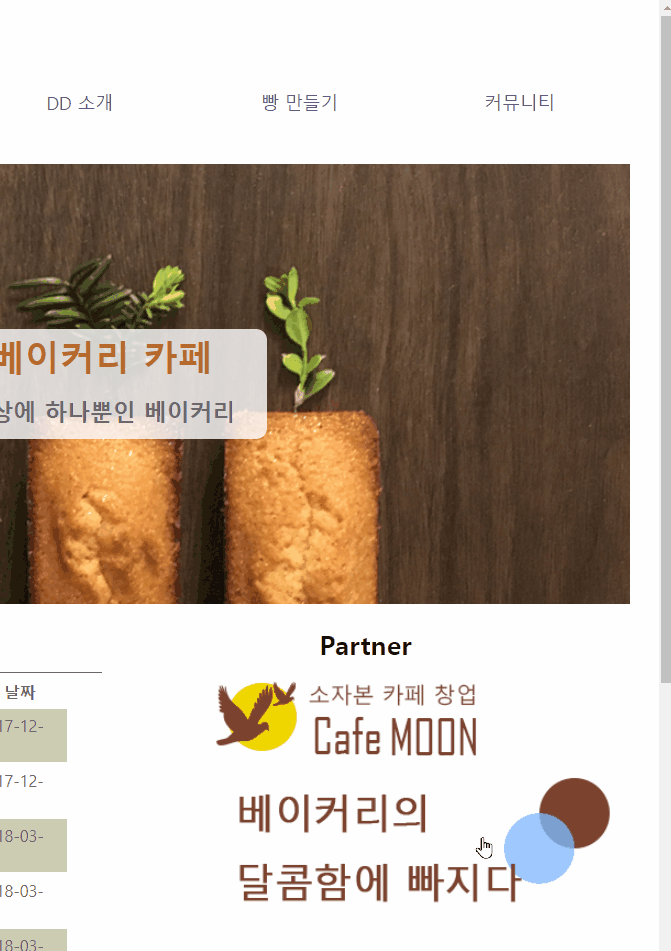 DD 소개
빵 만들기
커뮤니티
베이커리 카페
상에 하나뿐인 베이커리
Partner
날짜
소자본 카페 창업
Cafe MOON
17-12-
17-12-
베이커리의
18-03-
달콤함에 빠지다
18-03-
18-03-